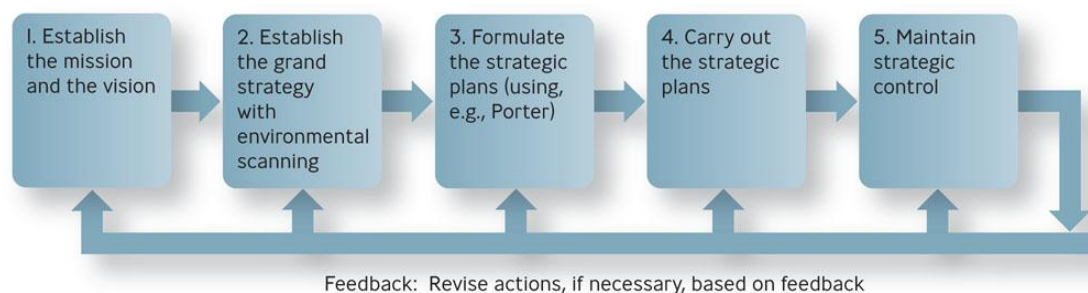 1. Establish
the mission
and the vision
2. Establish
the grand
strategy
with
environmental
scanning
3. Formulate
the strategic
plans (using,
e.g., Porter)
4. Carry out
the strategic
plans
5. Maintain
strategic
control
Feedback: Revise actions, if necessary, based on feedback